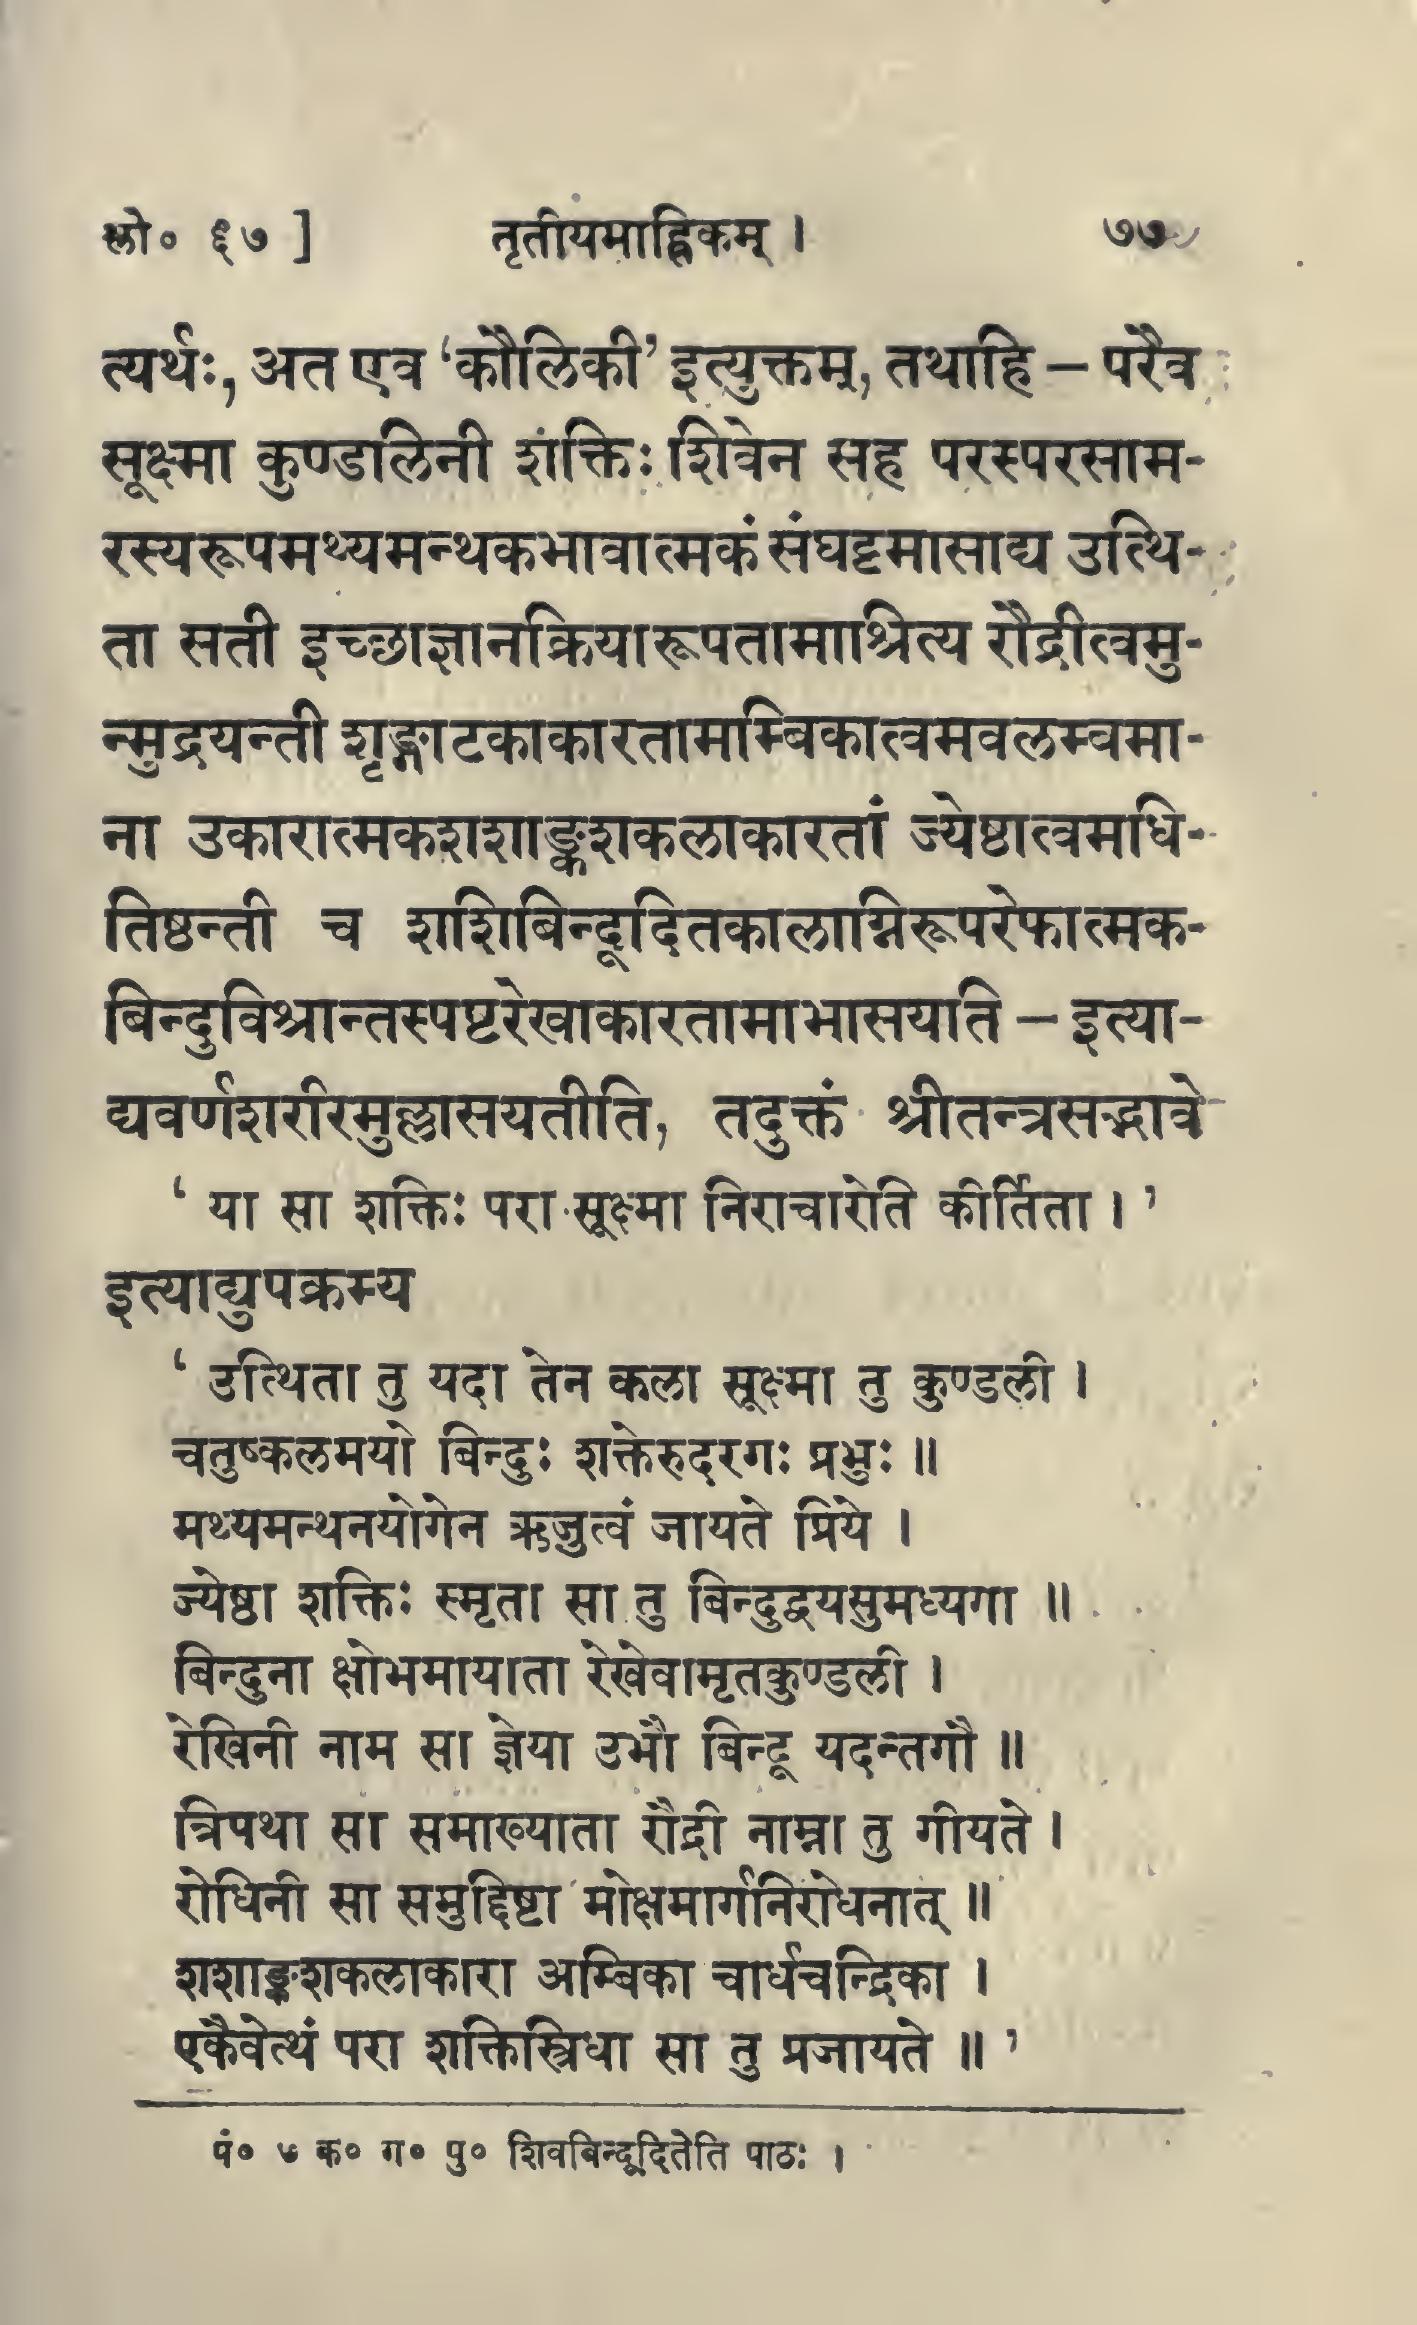 श्लो० ६७ ] तृतीयमाह्निकम् । ७७
त्यर्थः, अत एव ‘कौलिकी’ इत्युक्तम्, तथाहि – परैव
सूक्ष्मा कुण्डलिनी शक्तिः शिवेन सह परस्परसाम-
रस्यरूपमथ्यमन्थकभावात्मकं संघट्टमासाद्य उत्थि-
ता सती इच्छाज्ञानक्रियारूपतामाश्रित्य रौद्रीत्वमु-
न्मुद्रयन्ती शृङ्गाटकाकारतामम्बिकात्वमवलम्बमा-
ना उकारात्मकशशाङ्कशकलाकारतां ज्येष्ठात्वमधि-
तिष्ठन्ती च शशिबिन्दूदितकालाग्निरूपरेफात्मक-
बिन्दुविश्रान्तस्पष्टरेखाकारतामाभासयति – इत्या-
द्यवर्णशरीरमुल्लासयतीति, तदुक्तं श्रीतन्त्रसद्भावे
‘ या सा शक्तिः परा सूक्ष्मा निराचारेति कीर्तिता । ’
इत्याद्युपक्रम्य
‘ उत्थिता तु यदा तेन कला सूक्ष्मा तु कुण्डली ।
चतुष्कलमयो बिन्दुः शक्तेरुदरगः प्रभुः ॥
मथ्यमन्थनयोगेन ऋजुत्वं जायते प्रिये ।
ज्येष्ठा शक्तिः स्मृता सा तु बिन्दुद्वयसुमध्यगा ॥
बिन्दुना क्षोभमायाता रेखेवामृतकुण्डली ।
रेखिनी नाम सा ज्ञेया उभौ बिन्दू यदन्तगौ ॥
त्रिपथा सा समाख्याता रौद्री नाम्ना तु गीयते ।
रोधिनी सा समुद्दिष्टा मोक्षमार्गनिरोधनात् ॥
शशाङ्कशकलाकारा अम्बिका चार्धचन्द्रिका ।
एकैवेत्थं परा शक्तिस्त्रिधा सा तु प्रजायते ॥ ’
पं० ७ क० ग० पु० शिवबिन्दूदितेति पाठः ।